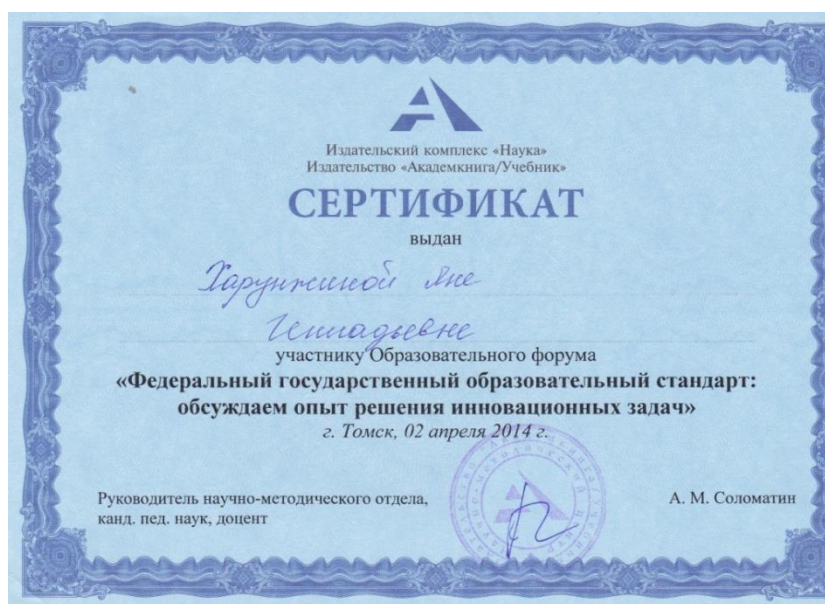 Издательский комплекс «Наука»
Издательство «Академкнига/Учебник»
СЕРТИФИКАТ
выдан
Харунжиной Яне
Геннадьевне
участнику Образовательного форума
«Федеральный государственный образовательный стандарт:
обсуждаем опыт решения инновационных задач»
г. Томск, 02 апреля 2014 г.
Руководитель научно-методического отдела,
канд. пед. наук, доцент
А. М. Соломатин